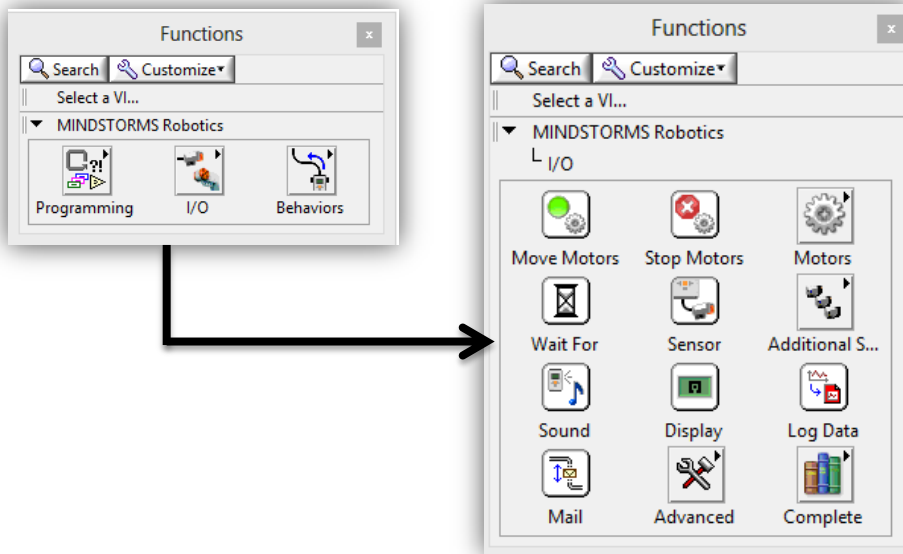 Functions
x
Search Customize
Select a VI...
MINDSTORMS Robotics
?!
Programming I/O Behaviors
Functions
x
Search Customize
Select a VI...
MINDSTORMS Robotics
I/O
Move Motors Stop Motors Motors
Wait For Sensor Additional S...
Sound Display Log Data
Mail Advanced Complete